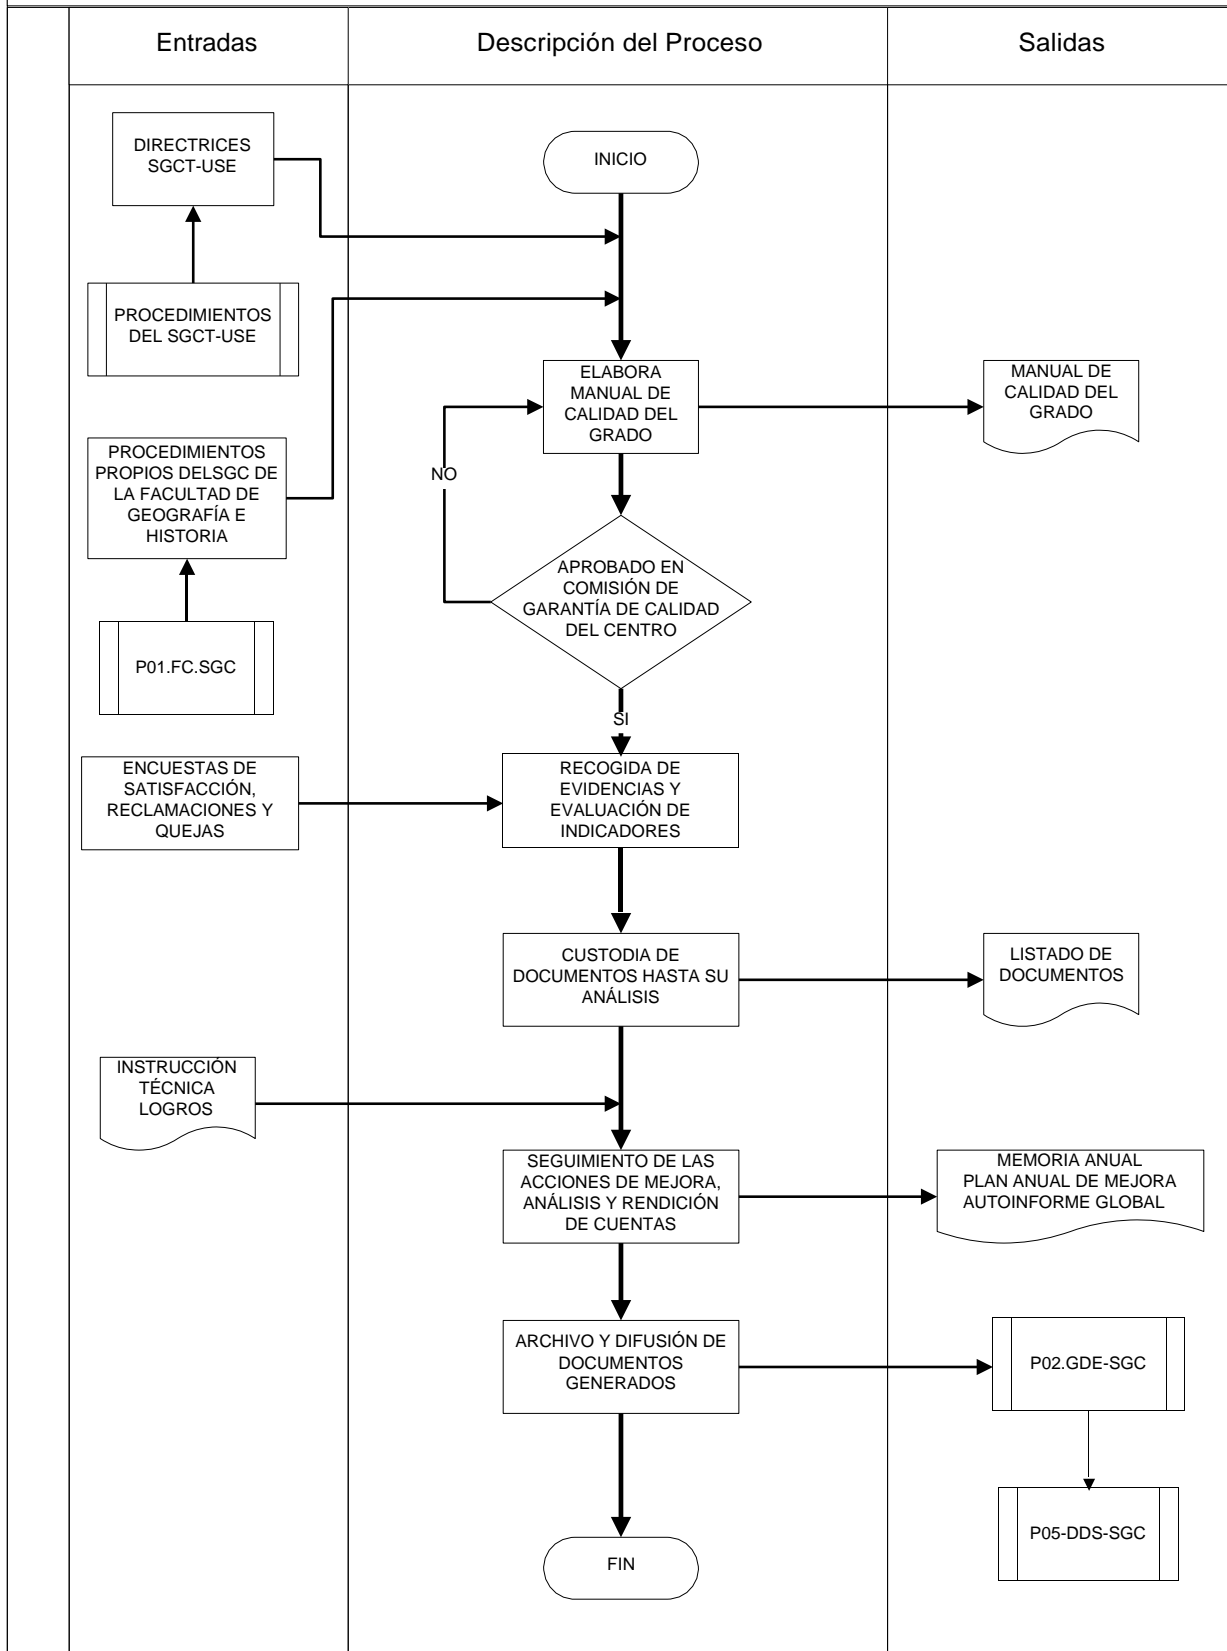 Entradas
Descripción del Proceso
Salidas
DIRECTRICES
SGCT-USE
INICIO
PROCEDIMIENTOS
DEL SGCT-USE
ELABORA
MANUAL DE
CALIDAD DEL
GRADO
MANUAL DE
CALIDAD DEL
GRADO
PROCEDIMIENTOS
PROPIOS DELSGC DE
LA FACULTAD DE
GEOGRAFÍA E
HISTORIA
NO
APROBADO EN
COMISIÓN DE
GARANTÍA DE CALIDAD
DEL CENTRO
P01.FC.SGC
SI
ENCUESTAS DE
SATISFACCIÓN,
RECLAMACIONES Y
QUEJAS
RECOGIDA DE
EVIDENCIAS Y
EVALUACIÓN DE
INDICADORES
CUSTODIA DE
DOCUMENTOS HASTA SU
ANÁLISIS
LISTADO DE
DOCUMENTOS
INSTRUCCIÓN
TÉCNICA
LOGROS
SEGUIMIENTO DE LAS
ACCIONES DE MEJORA,
ANÁLISIS Y RENDICIÓN
DE CUENTAS
MEMORIA ANUAL
PLAN ANUAL DE MEJORA
AUTOINFORME GLOBAL
ARCHIVO Y DIFUSIÓN DE
DOCUMENTOS
GENERADOS
P02.GDE-SGC
P05-DDS-SGC
FIN